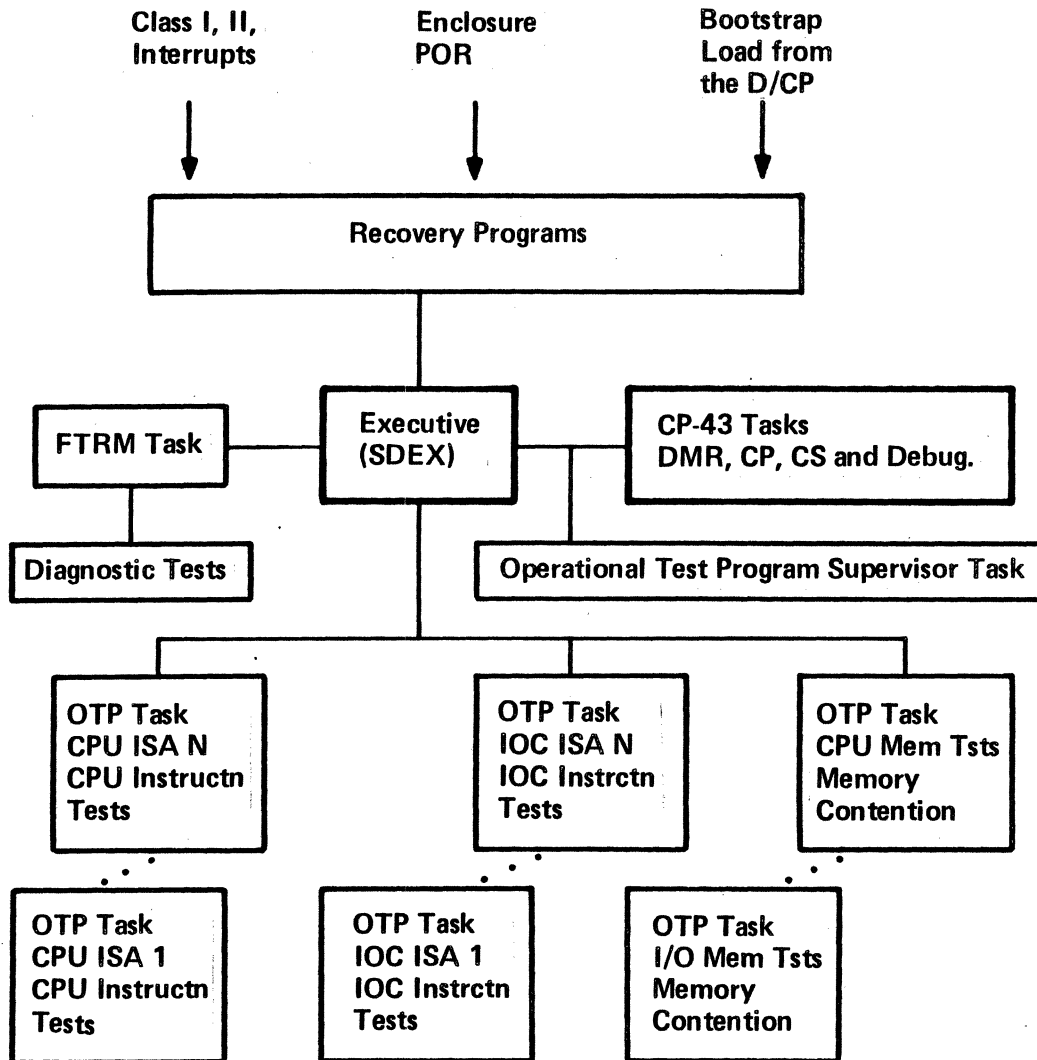 Class I, II,
Interrupts
Enclosure
POR
Bootstrap
Load from
the D/CP
Recovery Programs
FTRM Task
Executive
(SDEX)
CP-43 Tasks
DMR, CP, CS and Debug.
Diagnostic Tests
Operational Test Program Supervisor Task
OTP Task
CPU ISA N
CPU Instructn
Tests
OTP Task
IOC ISA N
IOC Instrctn
Tests
OTP Task
CPU Mem Tsts
Memory
Contention
OTP Task
CPU ISA 1
CPU Instructn
Tests
OTP Task
IOC ISA 1
IOC Instrctn
Tests
OTP Task
I/O Mem Tsts
Memory
Contention